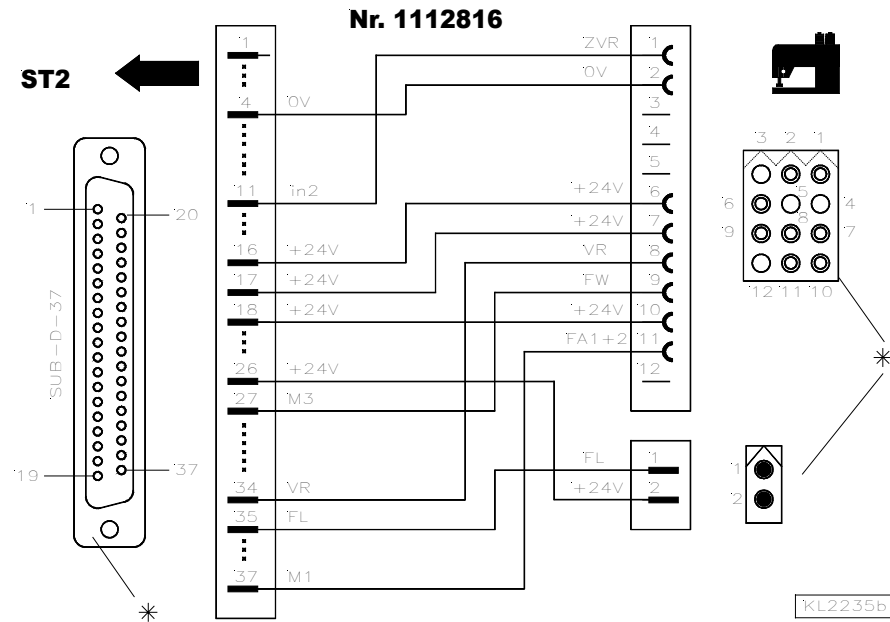 Nr. 1112816
ST2
1
4 0V
11 in2
16 +24V
17 +24V
18 +24V
26 +24V
27 M3
34 VR
35 FL
37 M1
ZVR 1
0V 2
3
4
5
+24V 6
+24V 7
VR 8
FW 9
+24V 10
FA1+2 11
12
FL 1
+24V 2
1 20
SUB-D-37
19 37
3 2 1
6 5 4
9 8 7
12 11 10
1
2
KL2235b